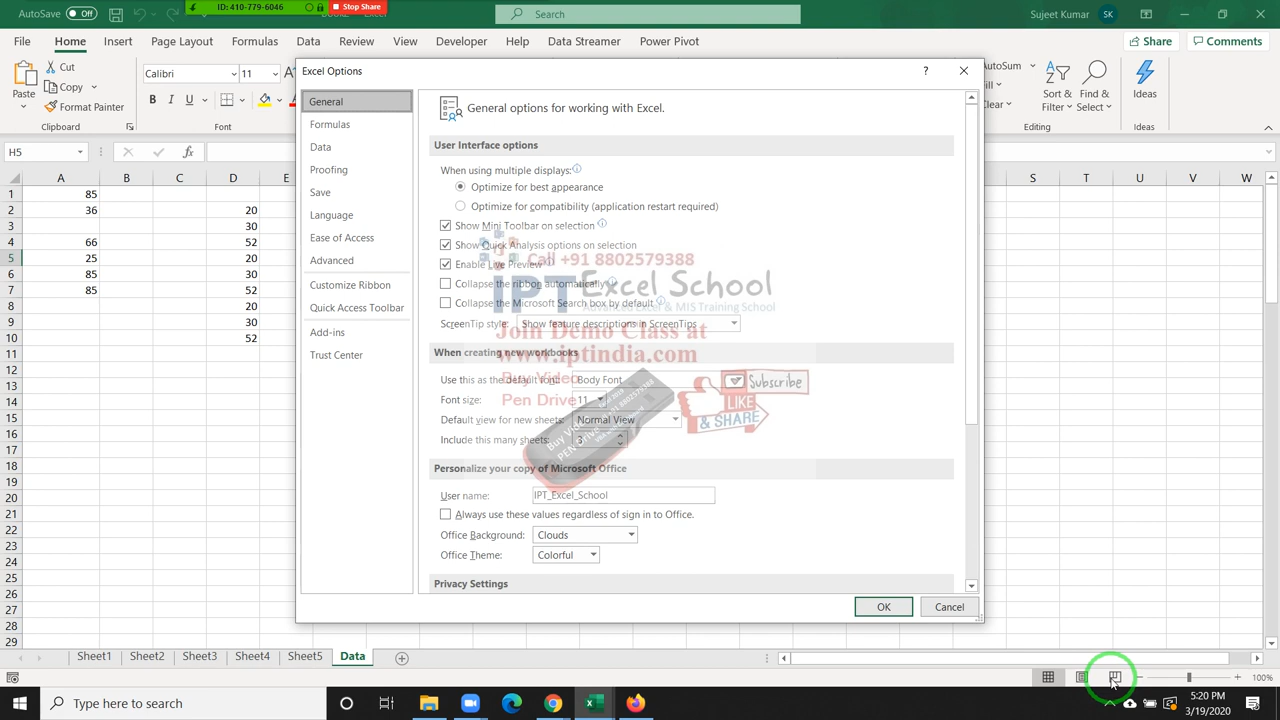 AutoSave Off
ID: 410-779-6046
Stop Share
Search
Sujeet Kumar SK
File Home Insert Page Layout Formulas Data Review View Developer Help Data Streamer Power Pivot
Share Comments
Paste
Cut
Copy
Format Painter
Clipboard
Calibri 11
B I U
Font
AutoSum
Sort & Filter
Find & Select
Editing
Ideas
Ideas
H5 fx
A B C D E S T U V W
1 85
2 36 20
3 30
4 66 52
5 25 20
6 85 30
7 85 52
8 20
9 30
10 52
11
12
13
14
15
16
17
18
19
20
21
22
23
24
25
26
27
28
29
Excel Options
General
Formulas
Data
Proofing
Save
Language
Ease of Access
Advanced
Customize Ribbon
Quick Access Toolbar
Add-ins
Trust Center
General options for working with Excel.
User Interface options
When using multiple displays:
Optimize for best appearance
Optimize for compatibility (application restart required)
Show Mini Toolbar on selection
Show Quick Analysis options on selection
Enable Live Preview
Collapse the ribbon automatically
Collapse the Microsoft Search box by default
ScreenTip style: Show feature descriptions in ScreenTips
When creating new workbooks
Use this as the default font: Body Font
Font size: 11
Default view for new sheets: Normal View
Include this many sheets: 3
Personalize your copy of Microsoft Office
User name: IPT_Excel_School
Always use these values regardless of sign in to Office.
Office Background: Clouds
Office Theme: Colorful
Privacy Settings
OK Cancel
Call +91 8802579388
iPT Excel School
Advanced Excel & MIS Training School
Join Demo Class at
www.iptindia.com
Buy Video
Pen Drive
Subscribe
LIKE
& SHARE
Sheet1 Sheet2 Sheet3 Sheet4 Sheet5 Data
100%
Type here to search
5:20 PM
3/19/2020